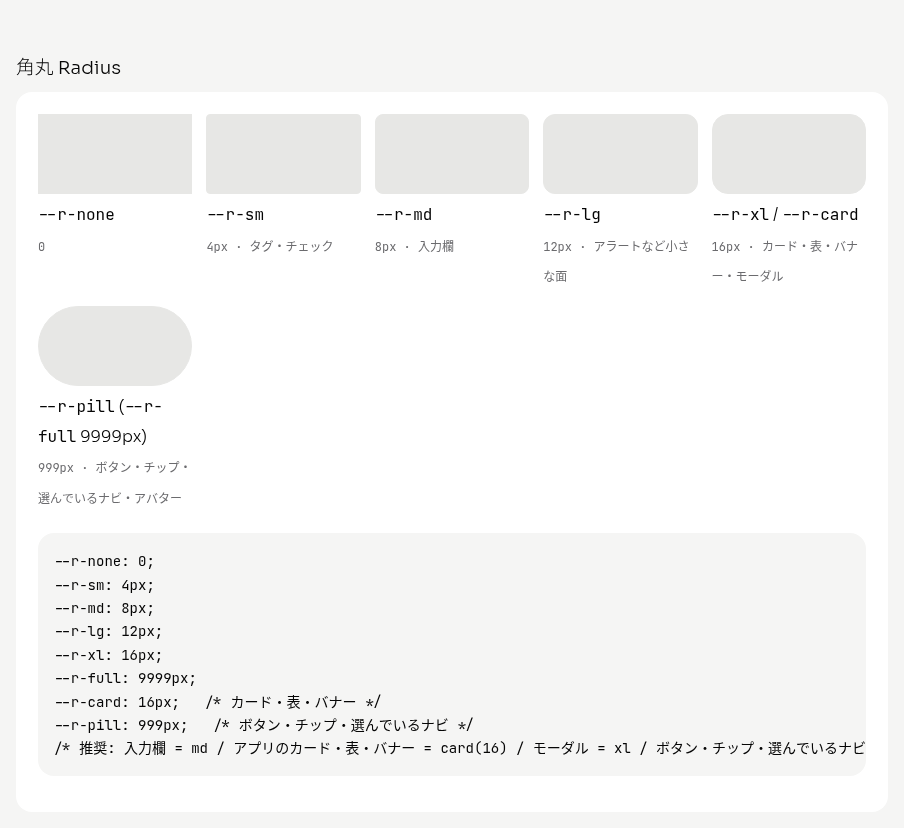 角丸 Radius
--r-none
0
--r-sm
4px · タグ・チェック
--r-md
8px · 入力欄
--r-lg
12px · アラートなど小さ
な面
--r-xl / --r-card
16px · カード・表・バナ
ー・モーダル
--r-pill (--r-
full 9999px)
999px · ボタン・チップ・
選んでいるナビ・アバター
--r-none: 0;
--r-sm: 4px;
--r-md: 8px;
--r-lg: 12px;
--r-xl: 16px;
--r-full: 9999px;
--r-card: 16px;   /* カード・表・バナー */
--r-pill: 999px;   /* ボタン・チップ・選んでいるナビ */
/* 推奨: 入力欄 = md / アプリのカード・表・バナー = card(16) / モーダル = xl / ボタン・チップ・選んでいるナビ